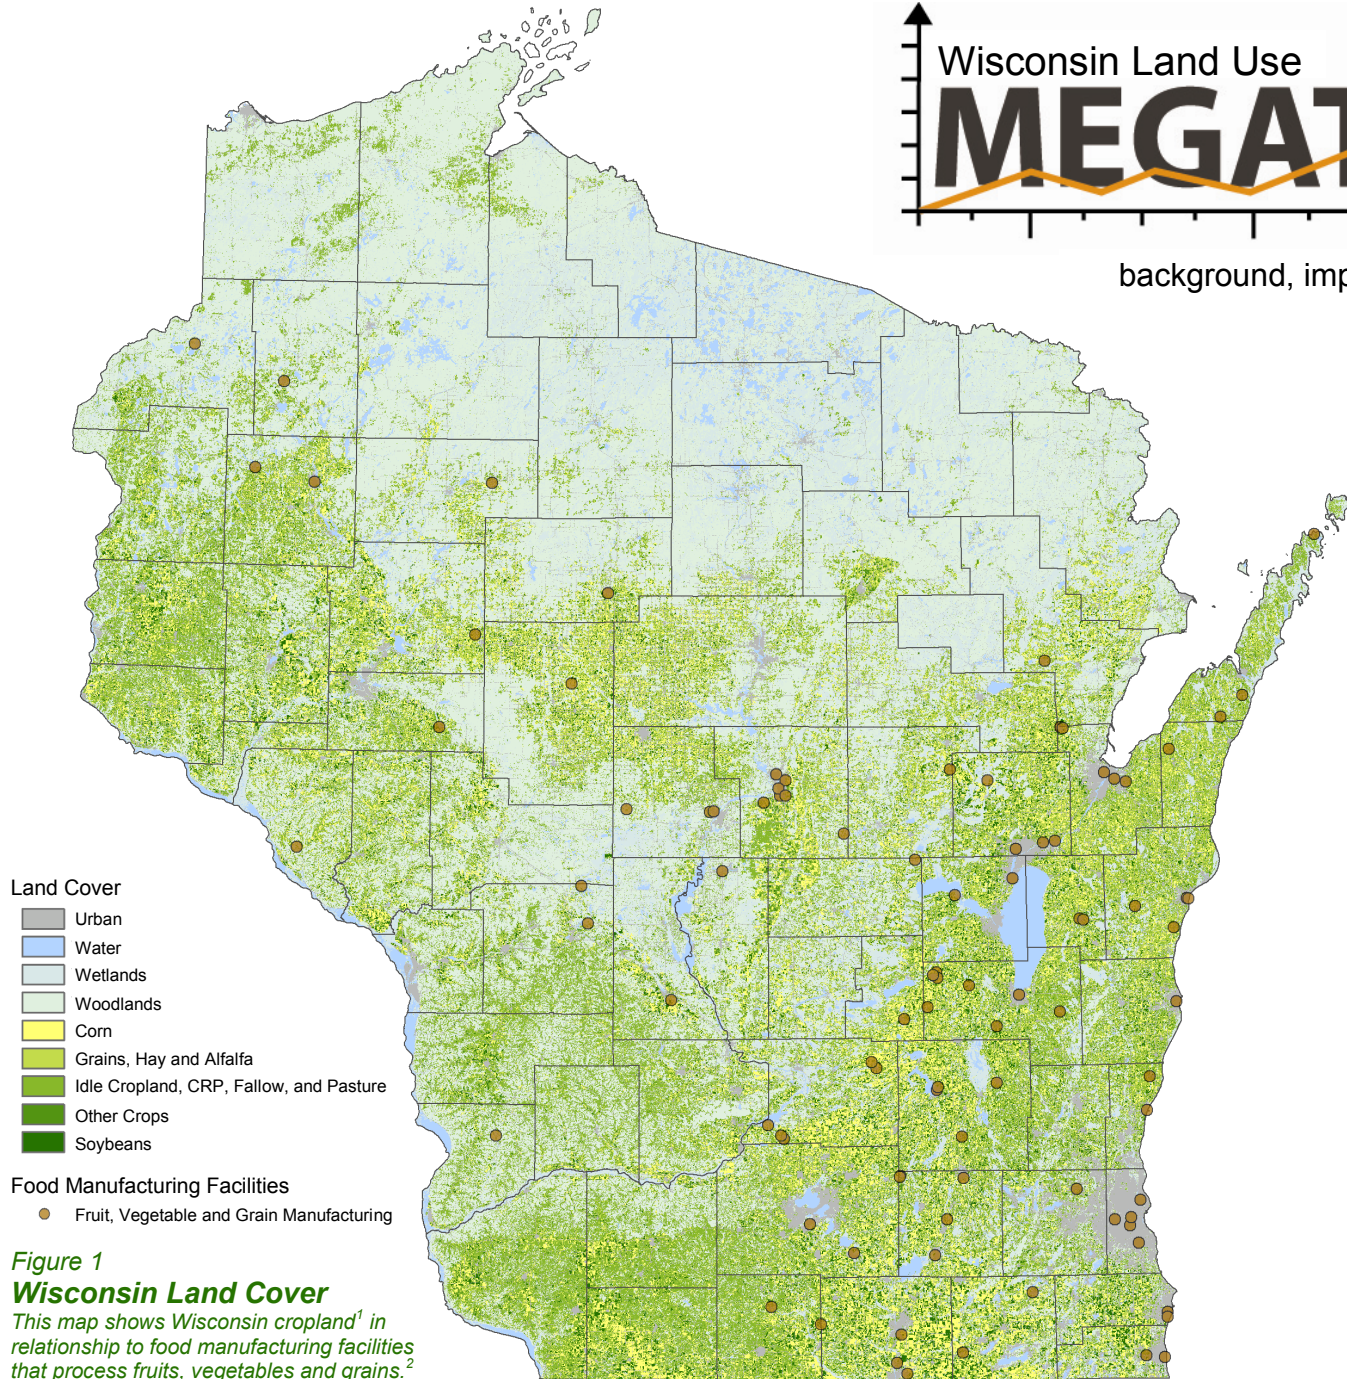 Wisconsin Land Use
MEGAT
background, imp
Land Cover
Urban
Water
Wetlands
Woodlands
Corn
Grains, Hay and Alfalfa
Idle Cropland, CRP, Fallow, and Pasture
Other Crops
Soybeans
Food Manufacturing Facilities
Fruit, Vegetable and Grain Manufacturing
Figure 1
Wisconsin Land Cover
This map shows Wisconsin cropland¹ in
relationship to food manufacturing facilities
that process fruits, vegetables and grains.²